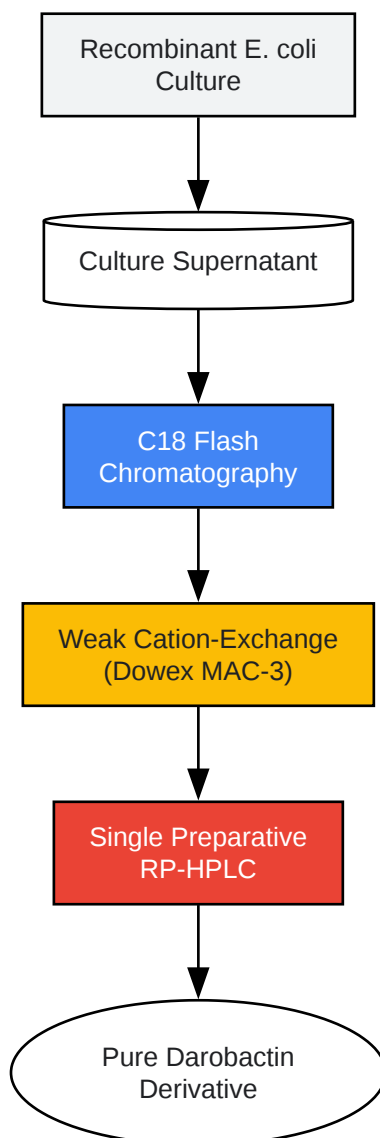 Recombinant E. coli
Culture
Culture Supernatant
C18 Flash
Chromatography
Weak Cation-Exchange
(Dowex MAC-3)
Single Preparative
RP-HPLC
Pure Darobactin
Derivative